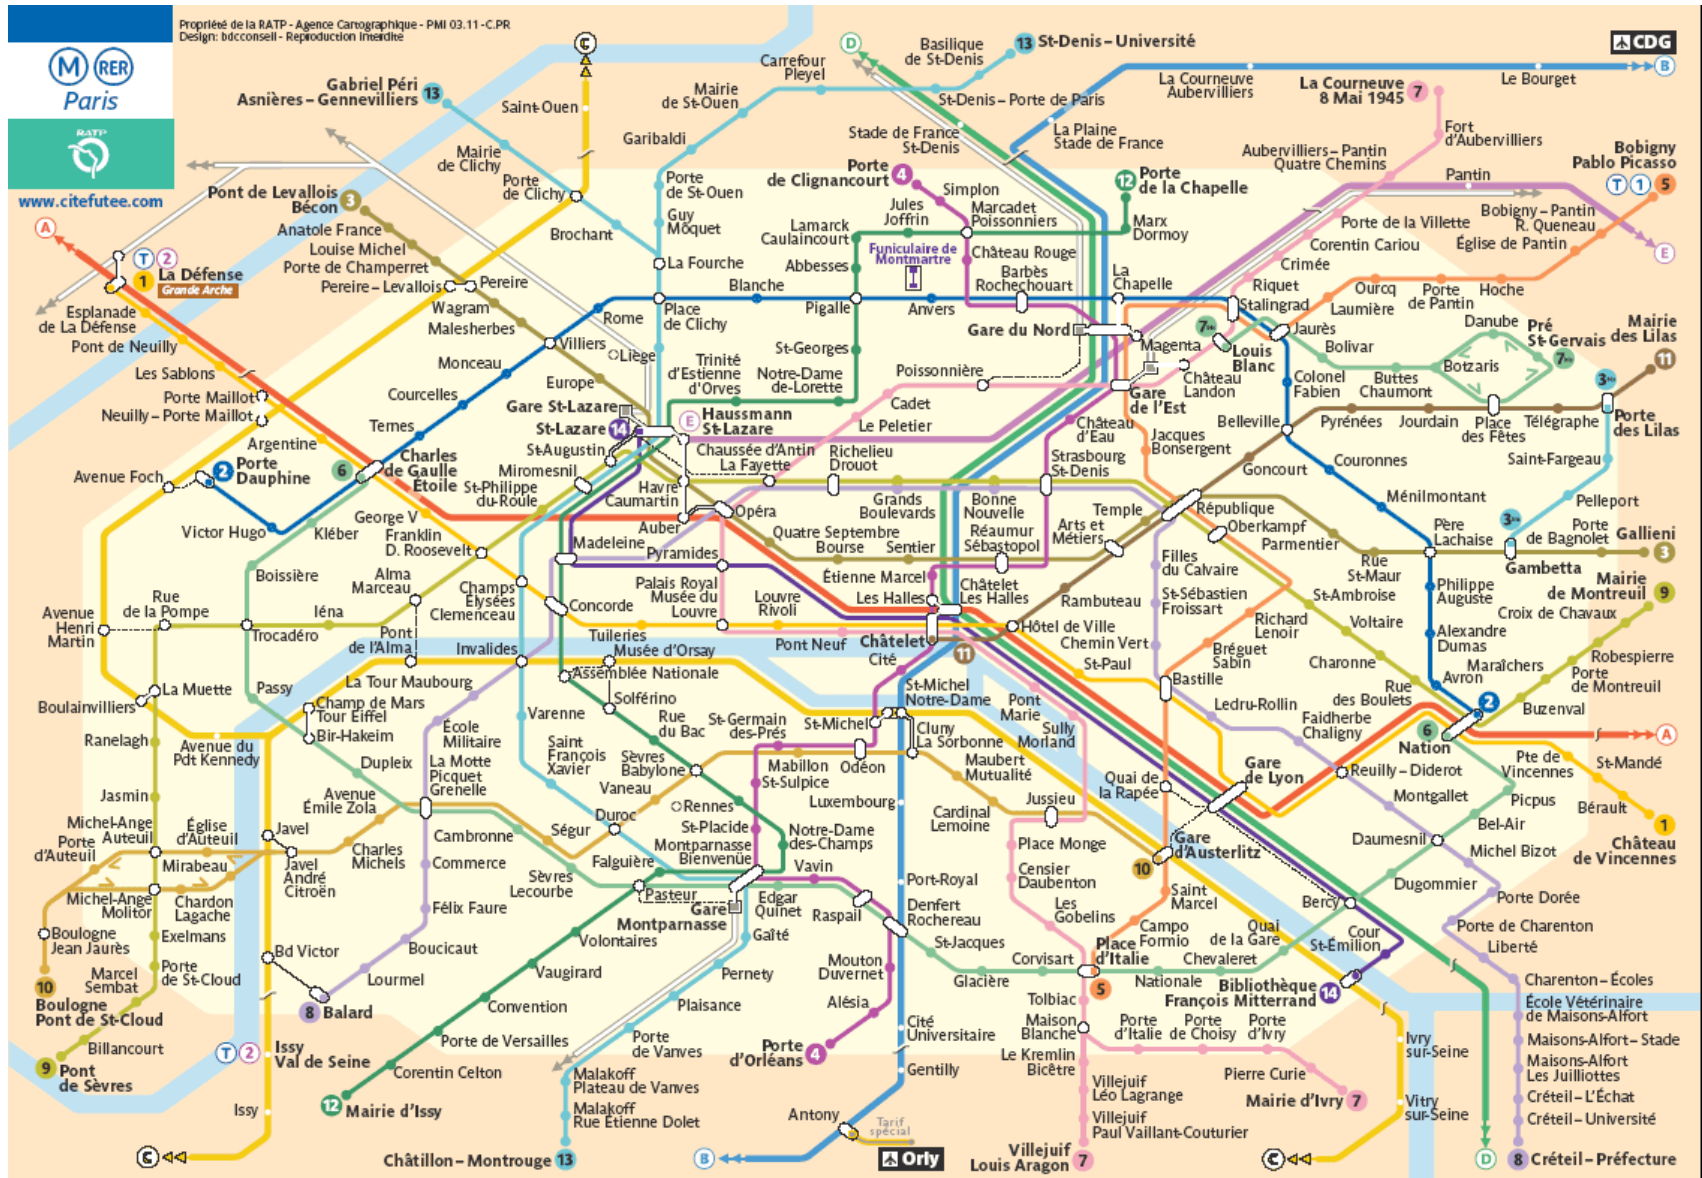 Propriété de la RATP - Agence Cartographique - PMI 03.11 -C.PR
Design: bdcconseil - Reproduction interdite
M RER
Paris
RATP
www.citefutee.com
C
D
Basilique
de St-Denis
13 St-Denis – Université
CDG
B
Carrefour
Pleyel
La Courneuve
Aubervilliers
Le Bourget
La Courneuve
8 Mai 1945
7
Gabriel Péri
Asnières – Gennevilliers
13
Saint-Ouen
Mairie
de St-Ouen
St-Denis – Porte de Paris
Garibaldi
Stade de France
St-Denis
La Plaine
Stade de France
Fort
d'Aubervilliers
Aubervilliers – Pantin
Quatre Chemins
Bobigny
Pablo Picasso
T 1 5
Mairie
de Clichy
Porte
de Clichy
Porte
de St-Ouen
Porte
de Clignancourt
4
Simplon
12
Porte
de la Chapelle
Pantin
Pont de Levallois
Bécon
3
Guy
Môquet
Jules
Joffrin
Marcadet
Poissonniers
Marx
Dormoy
Porte de la Villette
Bobigny – Pantin
R. Queneau
A
Anatole France
Brochant
Lamarck
Caulaincourt
Corentin Cariou
Église de Pantin
E
Louise Michel
Porte de Champerret
La Fourche
Abbesses
Funiculaire de
Montmartre
Château Rouge
Crimée
T 2
1 La Défense
Grande Arche
Pereire – Levallois
Pereire
Barbès
Rochechouart
La
Chapelle
Riquet
Stalingrad
Ourcq
Porte
de Pantin
Hoche
Laumière
Esplanade
de La Défense
Wagram
Malesherbes
Rome
Place
de Clichy
Blanche
Pigalle
Anvers
Gare du Nord
7bis
Jaurès
Danube
Pré
St-Gervais
7bis
Mairie
des Lilas
11
Pont de Neuilly
Villiers
Liège
St-Georges
Magenta
Louis
Blanc
Bolivar
Botzaris
3bis
Les Sablons
Monceau
Europe
Trinité
d'Estienne
d'Orves
Notre-Dame
de-Lorette
Poissonnière
Gare
de l'Est
Château
Landon
Colonel
Fabien
Buttes
Chaumont
Porte Maillot
Neuilly – Porte Maillot
Courcelles
Gare St-Lazare
St-Lazare
14
E
Haussmann
St-Lazare
Cadet
Le Peletier
Château
d'Eau
Jacques
Bonsergent
Belleville
Pyrénées
Jourdain
Place
des Fêtes
Télégraphe
Porte
des Lilas
Argentine
Ternes
St-Augustin
Chaussée d'Antin
La Fayette
Richelieu
Drouot
Strasbourg
St-Denis
Goncourt
Couronnes
Saint-Fargeau
Avenue Foch
2 Porte
Dauphine
6
Charles
de Gaulle
Étoile
Miromesnil
St-Philippe
du-Roule
Havre
Caumartin
Grands
Boulevards
Bonne
Nouvelle
Temple
République
Ménilmontant
Pelleport
Victor Hugo
Kléber
George V
Franklin
D. Roosevelt
Auber
Opéra
Quatre Septembre
Bourse
Sentier
Réaumur
Sébastopol
Arts et
Métiers
Oberkampf
Parmentier
Père
Lachaise
3bis
Porte
de Bagnolet
Gallieni
3
Gambetta
Boissière
Madeleine
Pyramides
Filles
du Calvaire
Rue
St-Maur
Philippe
Auguste
Mairie
de Montreuil
9
Alma
Marceau
Champs
Elysées
Clemenceau
Concorde
Palais Royal
Musée du
Louvre
Louvre
Rivoli
Étienne Marcel
Les Halles
Châtelet
Les Halles
Rambuteau
St-Sébastien
Froissart
St-Ambroise
Croix de Chavaux
Avenue
Henri
Martin
Rue
de la Pompe
Iéna
Trocadéro
Pont
de l'Alma
Invalides
Tuileries
Musée d'Orsay
Pont Neuf
Châtelet
11
Hôtel de Ville
Chemin Vert
Richard
Lenoir
Voltaire
Alexandre
Dumas
Robespierre
Assemblée Nationale
Cité
St-Paul
Bréguet
Sabin
Charonne
Maraîchers
Avron
Porte
de Montreuil
La Muette
Passy
La Tour Maubourg
Solférino
St-Michel
Notre-Dame
Pont
Marie
Bastille
Rue
des Boulets
2
Buzenval
Boulainvilliers
Champ de Mars
Tour Eiffel
Bir-Hakeim
École
Militaire
Varenne
Rue
du Bac
St-Germain
des-Prés
St-Michel
Cluny
La Sorbonne
Sully
Morland
Ledru-Rollin
Faidherbe
Chaligny
6
Nation
A
Ranelagh
Avenue du
Pdt Kennedy
Dupleix
La Motte
Picquet
Grenelle
Saint
François
Xavier
Sèvres
Babylone
Mabillon
Odéon
Maubert
Mutualité
Gare
de Lyon
Reuilly – Diderot
Pte de
Vincennes
St-Mandé
Jasmin
Avenue
Émile Zola
Vaneau
St-Sulpice
Luxembourg
Cardinal
Lemoine
Jussieu
Quai de
la Rapée
Montgallet
Picpus
Bérault
Michel-Ange
Auteuil
Église
d'Auteuil
Javel
Cambronne
Ségur
Duroc
Rennes
St-Placide
Notre-Dame
des-Champs
Gare
d'Austerlitz
10
Daumesnil
Bel-Air
1
Château
de Vincennes
Porte
d'Auteuil
Mirabeau
Javel
André
Citroën
Charles
Michels
Commerce
Falguière
Montparnasse
Bienvenüe
Vavin
Place Monge
Michel Bizot
Michel-Ange
Molitor
Chardon
Lagache
Félix Faure
Sèvres
Lecourbe
Pasteur
Gare
Montparnasse
Edgar
Quinet
Raspail
Port-Royal
Denfert
Rochereau
Censier
Daubenton
Saint
Marcel
Dugommier
Bercy
Porte Dorée
Boulogne
Jean Jaurès
Exelmans
Bd Victor
Boucicaut
Volontaires
Gaîté
St-Jacques
Les
Gobelins
Campo
Formio
Quai
de la Gare
Cour
St-Émilion
Porte de Charenton
Liberté
10
Boulogne
Pont de St-Cloud
Marcel
Sembat
Porte
de St-Cloud
Lourmel
8 Balard
Vaugirard
Pernety
Mouton
Duvernet
Glacière
Corvisart
Place
d'Italie
5
Nationale
Chevaleret
Bibliothèque
François Mitterrand
14
Charenton – Écoles
Convention
Plaisance
Alésia
Tolbiac
École Vétérinaire
de Maisons-Alfort
Billancourt
9 Pont
de Sèvres
T 2
Issy
Val de Seine
Porte de Versailles
Porte
de Vanves
Porte
d'Orléans
4
Cité
Universitaire
Maison
Blanche
Porte
d'Italie
Porte
de Choisy
Porte
d'Ivry
Ivry
sur-Seine
Maisons-Alfort – Stade
Corentin Celton
Malakoff
Plateau de Vanves
Gentilly
Le Kremlin
Bicêtre
Pierre Curie
Maisons-Alfort
Les Juilliottes
Issy
12 Mairie d'Issy
Malakoff
Rue Étienne Dolet
Antony
Tarif
spécial
Villejuif
Léo Lagrange
Mairie d'Ivry
7
Vitry
sur-Seine
Créteil – L'Échat
Villejuif
Paul Vaillant-Couturier
Créteil – Université
C
Châtillon – Montrouge 13
B
Orly
Villejuif
Louis Aragon
7
C
D
8 Créteil – Préfecture